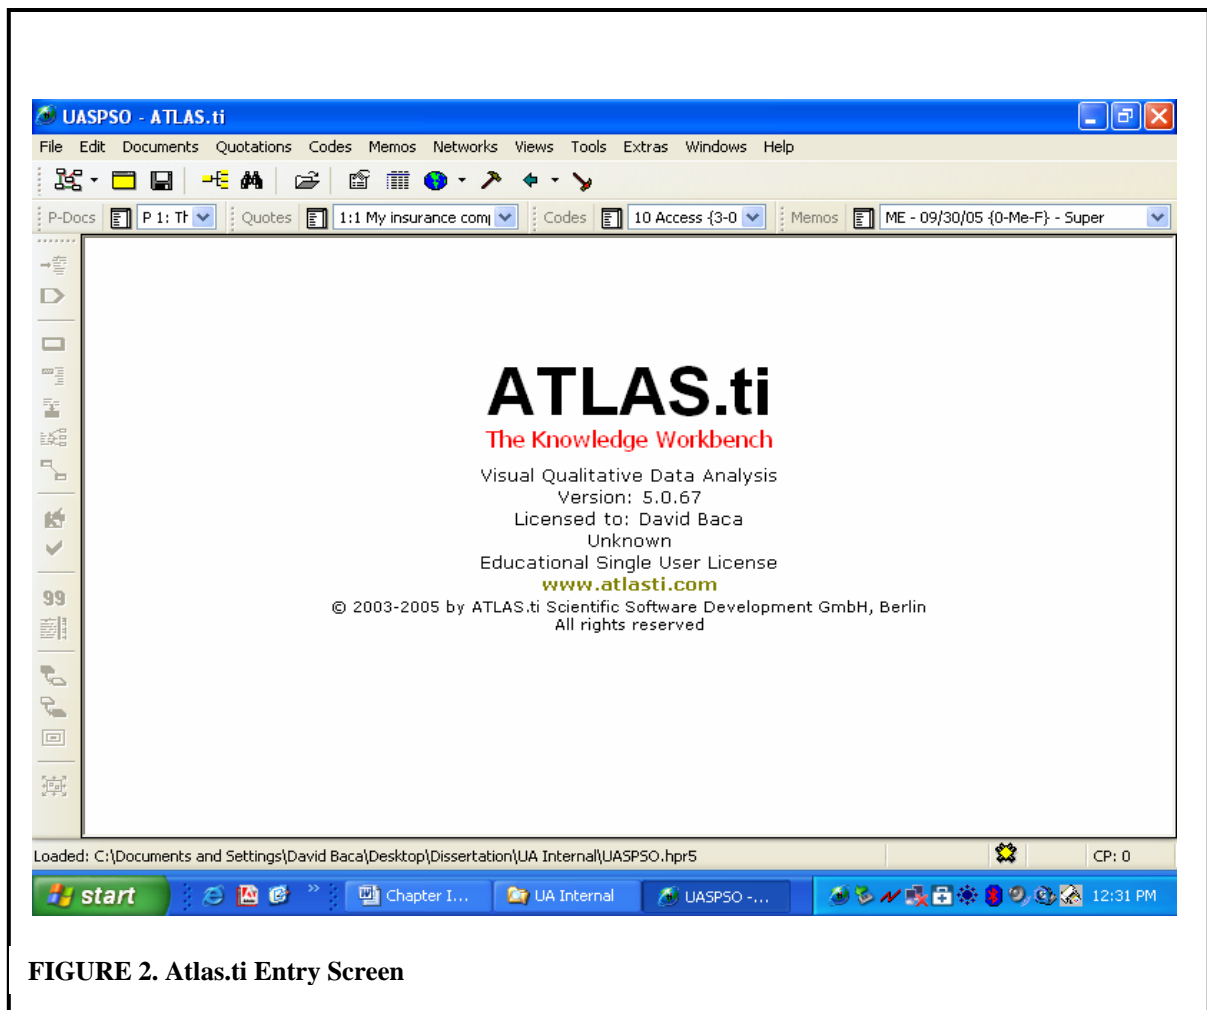 UASPSO - ATLAS.ti
File Edit Documents Quotations Codes Memos Networks Views Tools Extras Windows Help
P-Docs P 1: Th Quotes 1:1 My insurance comp Codes 10 Access {3-0 Memos ME - 09/30/05 {0-Me-F} - Super
ATLAS.ti
The Knowledge Workbench
Visual Qualitative Data Analysis
Version: 5.0.67
Licensed to: David Baca
Unknown
Educational Single User License
www.atlasti.com
© 2003-2005 by ATLAS.ti Scientific Software Development GmbH, Berlin
All rights reserved
99
Loaded: C:\Documents and Settings\David Baca\Desktop\Dissertation\UA Internal\UASPSO.hpr5 CP: 0
start » Chapter I... UA Internal UASPSO -... 12:31 PM
FIGURE 2. Atlas.ti Entry Screen